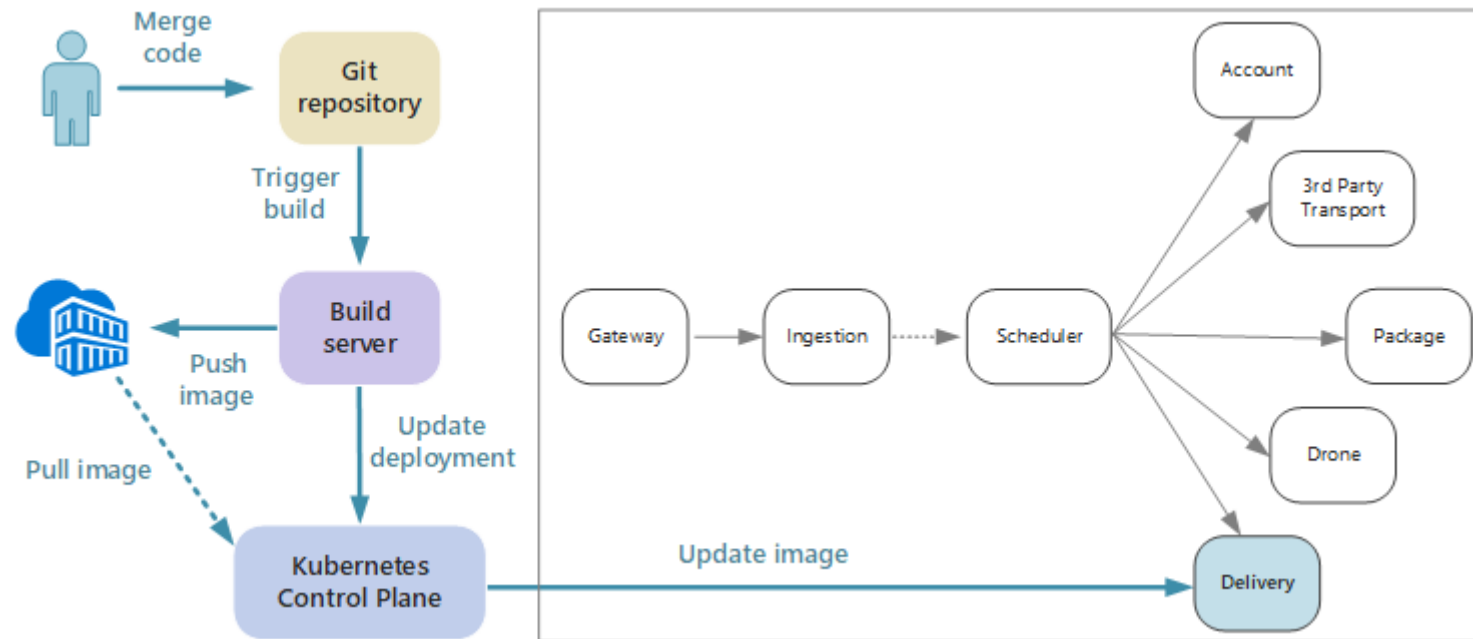 Merge
code
Git
repository
Trigger
build
Build
server
Push
image
Update
deployment
Pull image
Kubernetes
Control Plane
Update image
Gateway
Ingestion
Scheduler
Account
3rd Party
Transport
Package
Drone
Delivery